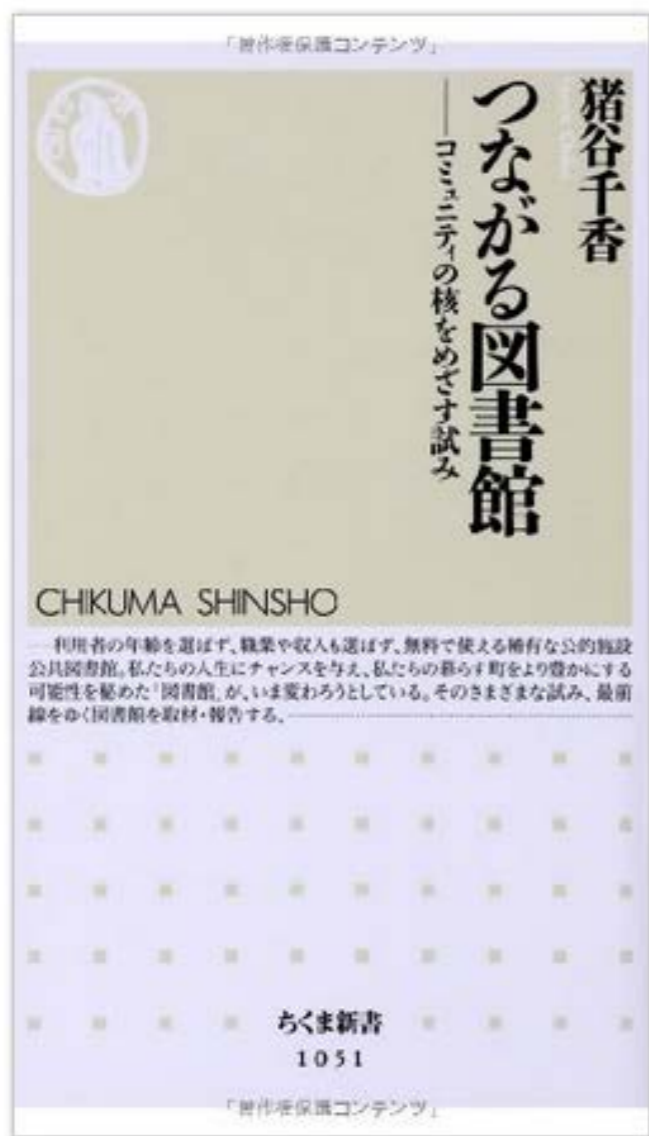 「著作権保護コンテンツ」
猪谷千香
つながる図書館
──コミュニティの核をめざす試み
CHIKUMA SHINSHO
──利用者の年齢を選ばず、職業や収入も選ばず、無料で使える稀有な公的施設
公共図書館。私たちの人生にチャンスを与え、私たちの暮らす町をより豊かにする
可能性を秘めた「図書館」が、いま変わろうとしている。そのさまざまな試み、最前
線をゆく図書館を取材・報告する。
ちくま新書
1051
「著作権保護コンテンツ」